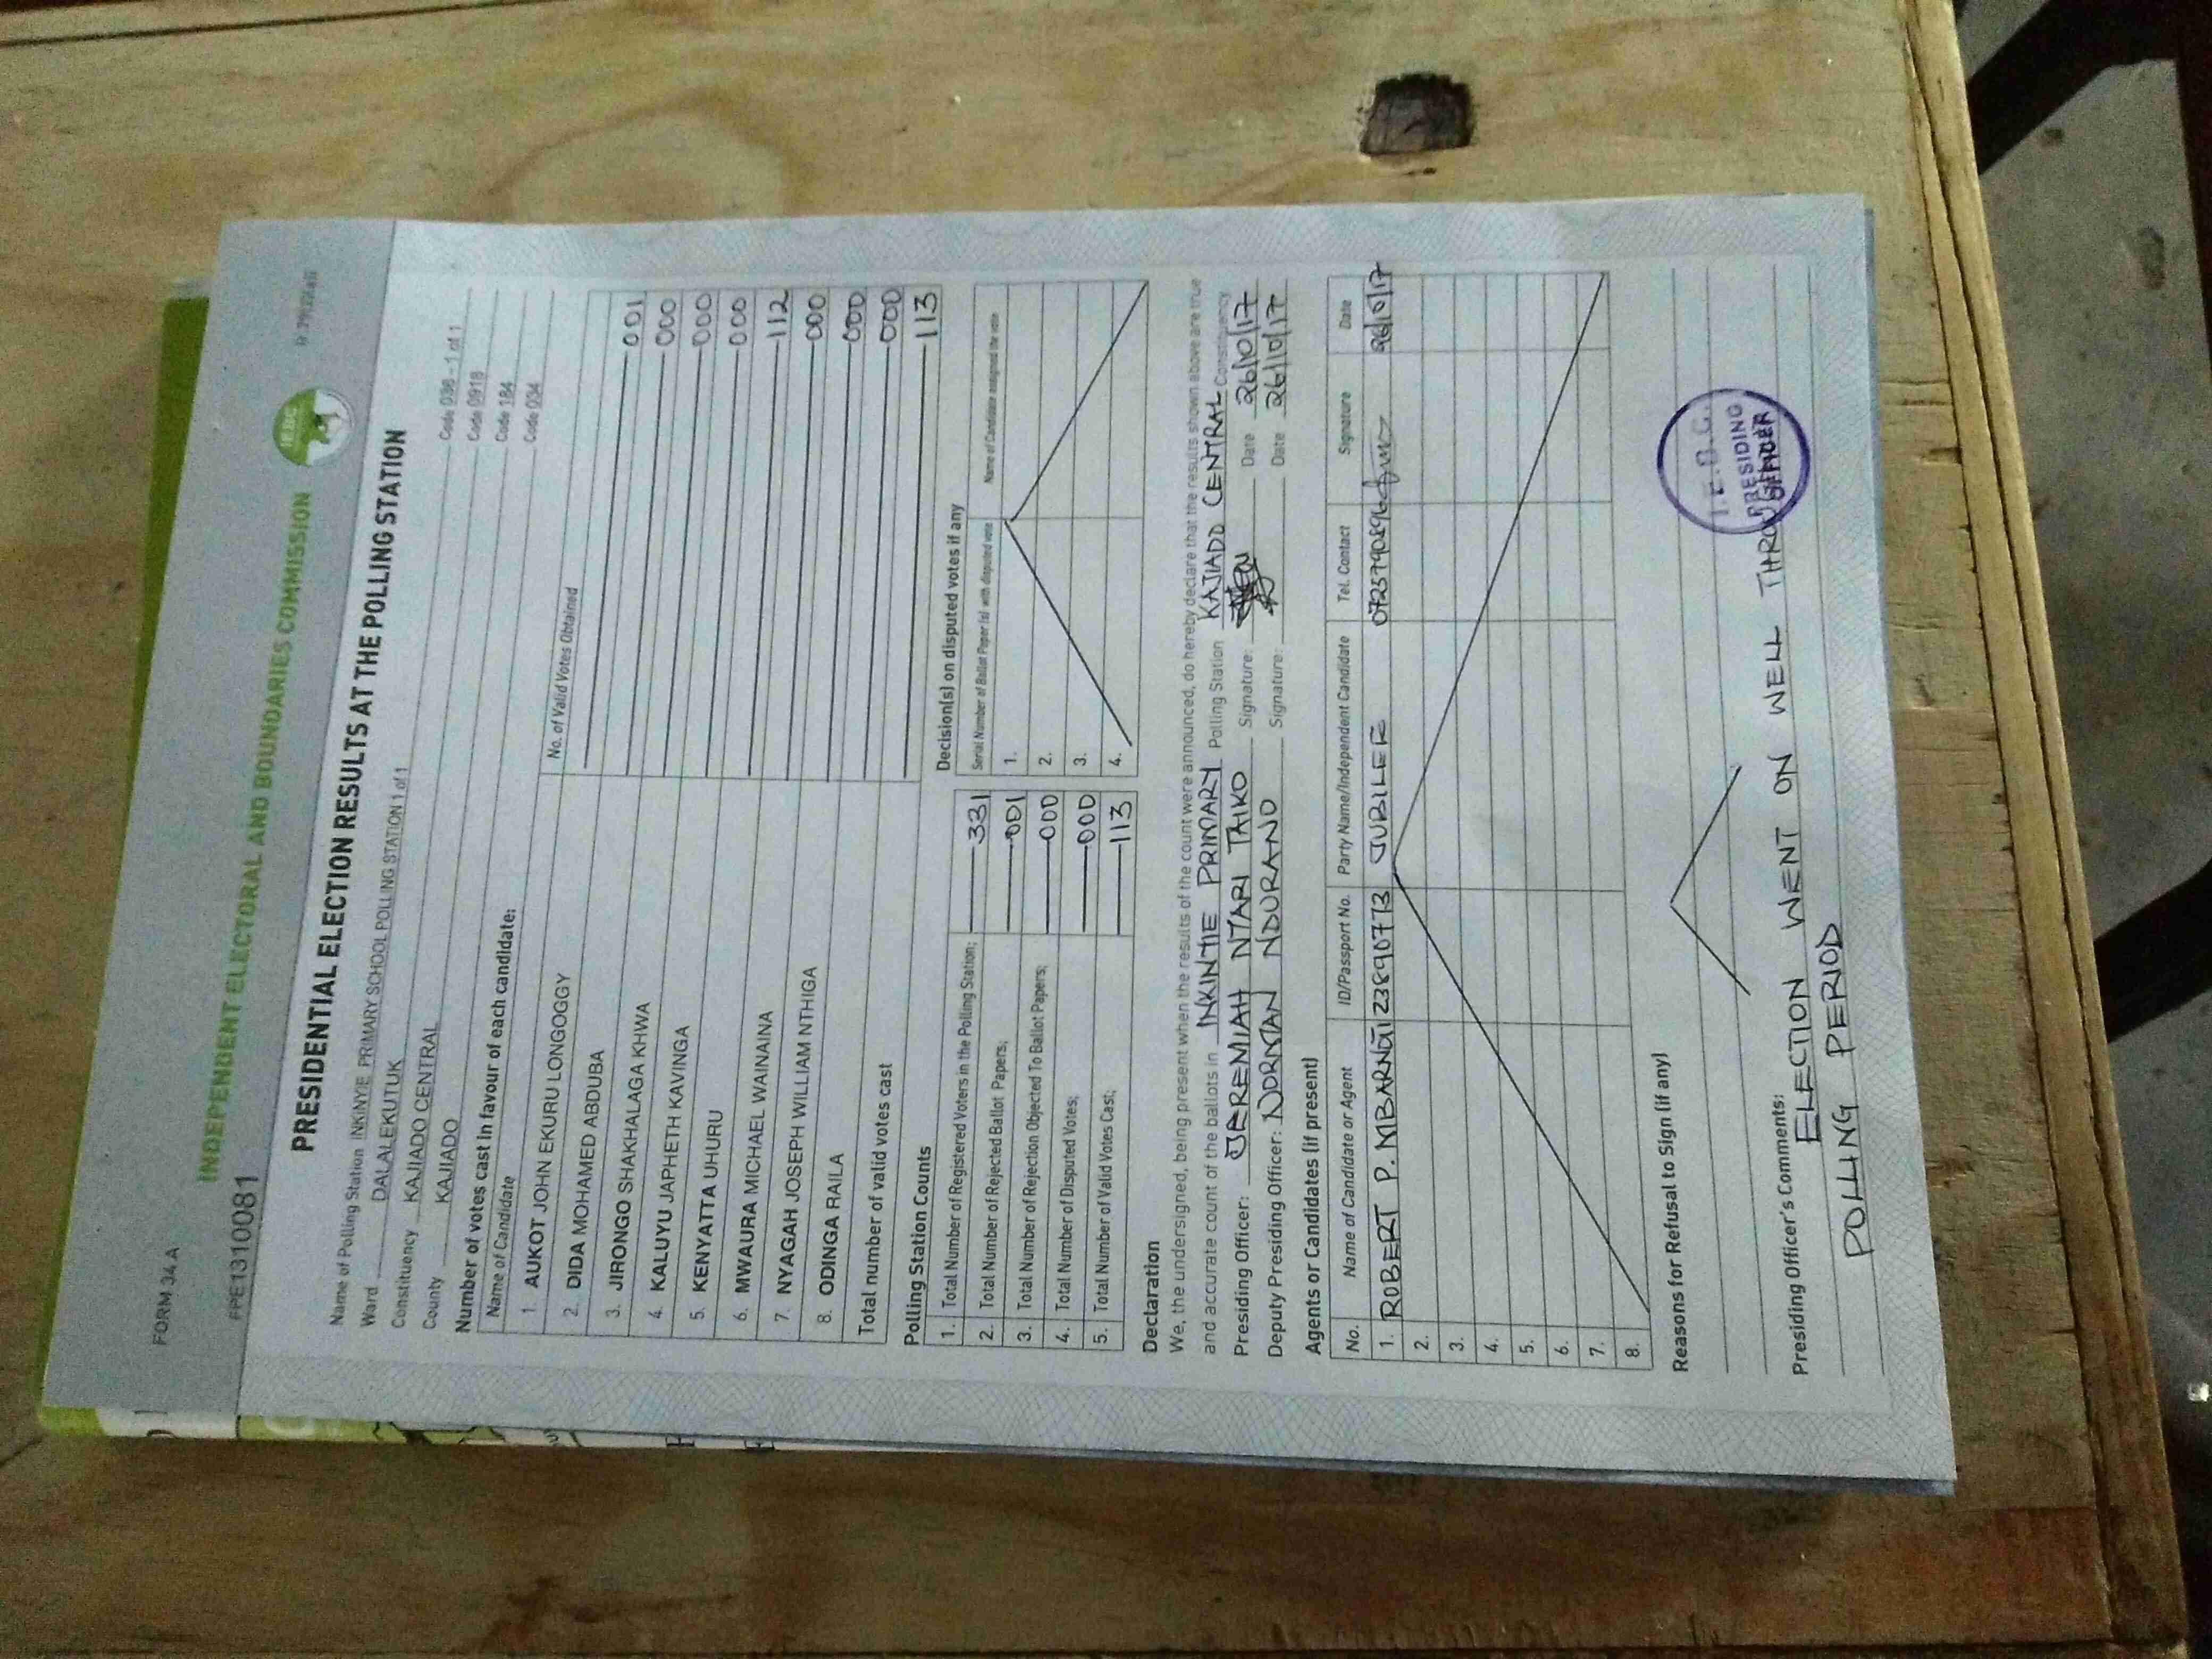 FORM 34 A
INDEPENDENT ELECTORAL AND BOUNDARIES COMMISSION
IEBC
FPE1310081
PRESIDENTIAL ELECTION RESULTS AT THE POLLING STATION
Name of Polling Station INKINYIE PRIMARY SCHOOL POLLING STATION 1 of 1 Code 036 - 1 of 1
Ward DALALEKUTUK Code 0918
Constituency KAJIADO CENTRAL Code 184
County KAJIADO Code 034
Number of votes cast in favour of each candidate:
Name of Candidate No. of Valid Votes Obtained
1. AUKOT JOHN EKURU LONGOGGY 001
2. DIDA MOHAMED ABDUBA 000
3. JIRONGO SHAKHALAGA KHWA 000
4. KALUYU JAPHETH KAVINGA 000
5. KENYATTA UHURU 112
6. MWAURA MICHAEL WAINAINA 000
7. NYAGAH JOSEPH WILLIAM NTHIGA 000
8. ODINGA RAILA 000
Total number of valid votes cast 113
Polling Station Counts
1. Total Number of Registered Voters in the Polling Station; 331
2. Total Number of Rejected Ballot Papers; 001
3. Total Number of Rejection Objected To Ballot Papers; 000
4. Total Number of Disputed Votes; 000
5. Total Number of Valid Votes Cast; 113
Decision(s) on disputed votes if any
Serial Number of Ballot Paper (s) with disputed vote Name of Candidate assigned the vote
1.
2.
3.
4.
Declaration
We, the undersigned, being present when the results of the count were announced, do hereby declare that the results shown above are true
and accurate count of the ballots in INKINTIE PRIMARY Polling Station KAJIADO CENTRAL Constituency
Presiding Officer: JEREMIAH NTARI TAIKO Signature: Date 26/10/17
Deputy Presiding Officer: NORMAN NDURANO Signature: Date 26/10/17
Agents or Candidates (if present)
No. Name of Candidate or Agent ID/Passport No. Party Name/Independent Candidate Tel. Contact Signature Date
1. ROBERT P. MBARNOTI 23890773 JUBILEE 0725790896 26/10/17
2.
3.
4.
5.
6.
7.
8.
Reasons for Refusal to Sign (if any)
I.E.B.C.
PRESIDING
Presiding Officer's Comments:
ELECTION WENT ON WELL THROUGHOUT
POLLING PERIOD